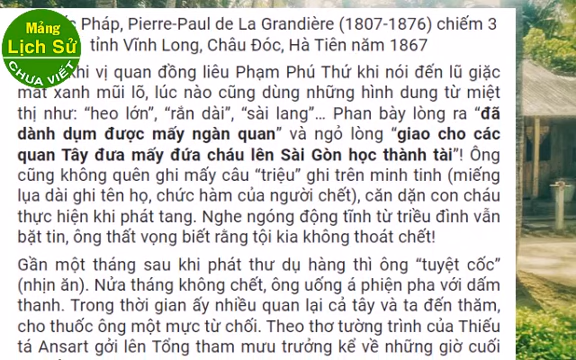 Mảng
Lịch Sử
CHƯA VIẾT
Pháp, Pierre-Paul de La Grandière (1807-1876) chiếm 3
tỉnh Vĩnh Long, Châu Đóc, Hà Tiên năm 1867
khi vị quan đồng liêu Phạm Phú Thứ khi nói đến lũ giặc
mắt xanh mũi lõ, lúc nào cũng dùng những hình dung từ miệt
thị như: “heo lớn”, “rắn dài”, “sài lang”… Phan bày lòng ra “đã
dành dụm được mấy ngàn quan” và ngỏ lòng “giao cho các
quan Tây đưa mấy đứa cháu lên Sài Gòn học thành tài”! Ông
cũng không quên ghi mấy câu “triệu” ghi trên minh tinh (miếng
lụa dài ghi tên họ, chức hàm của người chết), căn dặn con cháu
thực hiện khi phát tang. Nghe ngóng động tĩnh từ triều đình vẫn
bặt tin, ông thất vọng biết rằng tội kia không thoát chết!
Gần một tháng sau khi phát thư dụ hàng thì ông “tuyệt cốc”
(nhịn ăn). Nửa tháng không chết, ông uống á phiện pha với dấm
thanh. Trong thời gian ấy nhiều quan lại cả tây và ta đến thăm,
cho thuốc ông một mực từ chối. Theo thơ tường trình của Thiếu
tá Ansart gởi lên Tổng tham mưu trưởng kể về những giờ cuối